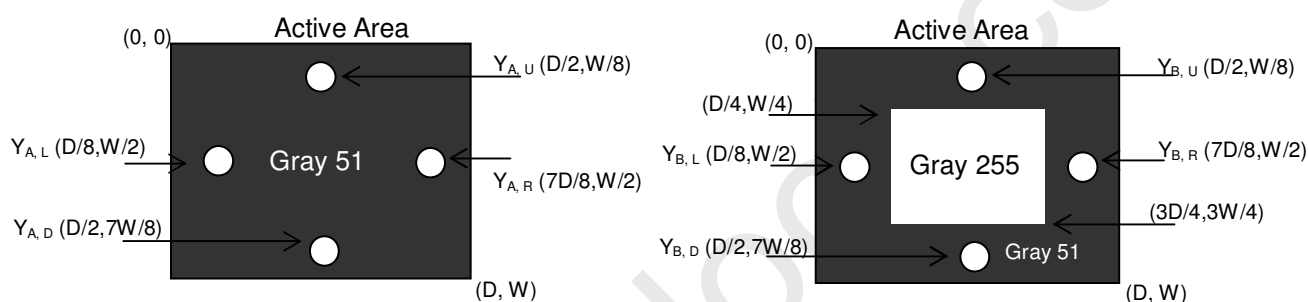 Active Area
(0, 0)
Y_A, U (D/2,W/8)
Y_A, L (D/8,W/2)
Gray 51
Y_A, R (7D/8,W/2)
Y_A, D (D/2,7W/8)
(D, W)
Active Area
(0, 0)
Y_B, U (D/2,W/8)
(D/4,W/4)
Y_B, L (D/8,W/2)
Gray 255
Y_B, R (7D/8,W/2)
(3D/4,3W/4)
Y_B, D (D/2,7W/8)
Gray 51
(D, W)